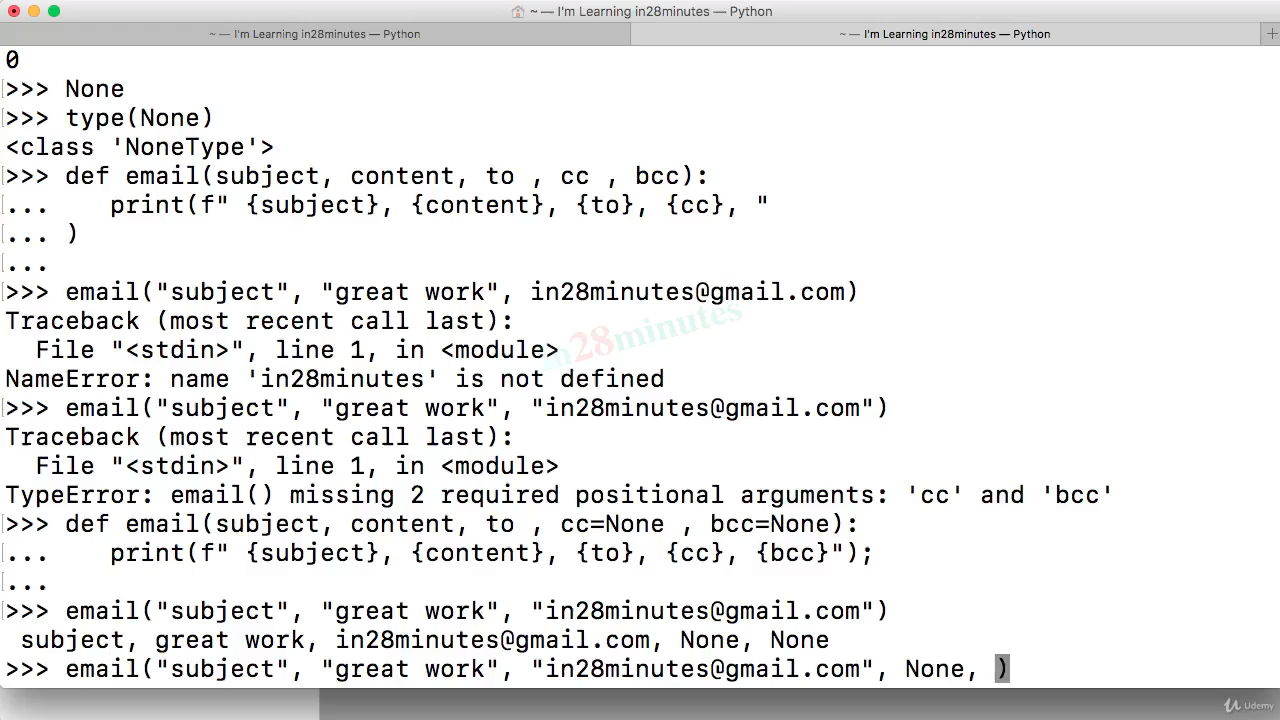 ~ — I'm Learning in28minutes — Python
~ — I'm Learning in28minutes — Python
~ — I'm Learning in28minutes — Python
0
>>> None
>>> type(None)
<class 'NoneType'>
>>> def email(subject, content, to , cc , bcc):
...    print(f" {subject}, {content}, {to}, {cc}, "
... )
...
>>> email("subject", "great work", in28minutes@gmail.com)
Traceback (most recent call last):
  File "<stdin>", line 1, in <module>
NameError: name 'in28minutes' is not defined
>>> email("subject", "great work", "in28minutes@gmail.com")
Traceback (most recent call last):
  File "<stdin>", line 1, in <module>
TypeError: email() missing 2 required positional arguments: 'cc' and 'bcc'
>>> def email(subject, content, to , cc=None , bcc=None):
...    print(f" {subject}, {content}, {to}, {cc}, {bcc}");
...
>>> email("subject", "great work", "in28minutes@gmail.com")
 subject, great work, in28minutes@gmail.com, None, None
>>> email("subject", "great work", "in28minutes@gmail.com", None, )
in28minutes
Udemy